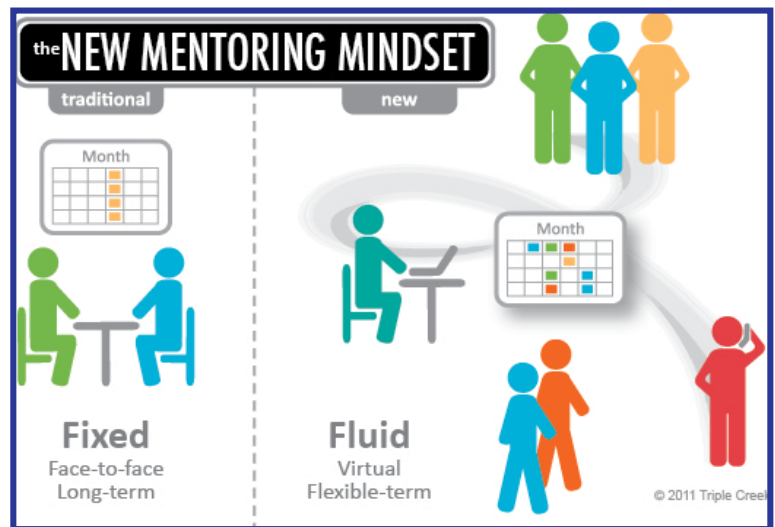 the NEW MENTORING MINDSET
traditional
new
Month
Month
Fixed
Face-to-face
Long-term
Fluid
Virtual
Flexible-term
© 2011 Triple Creek